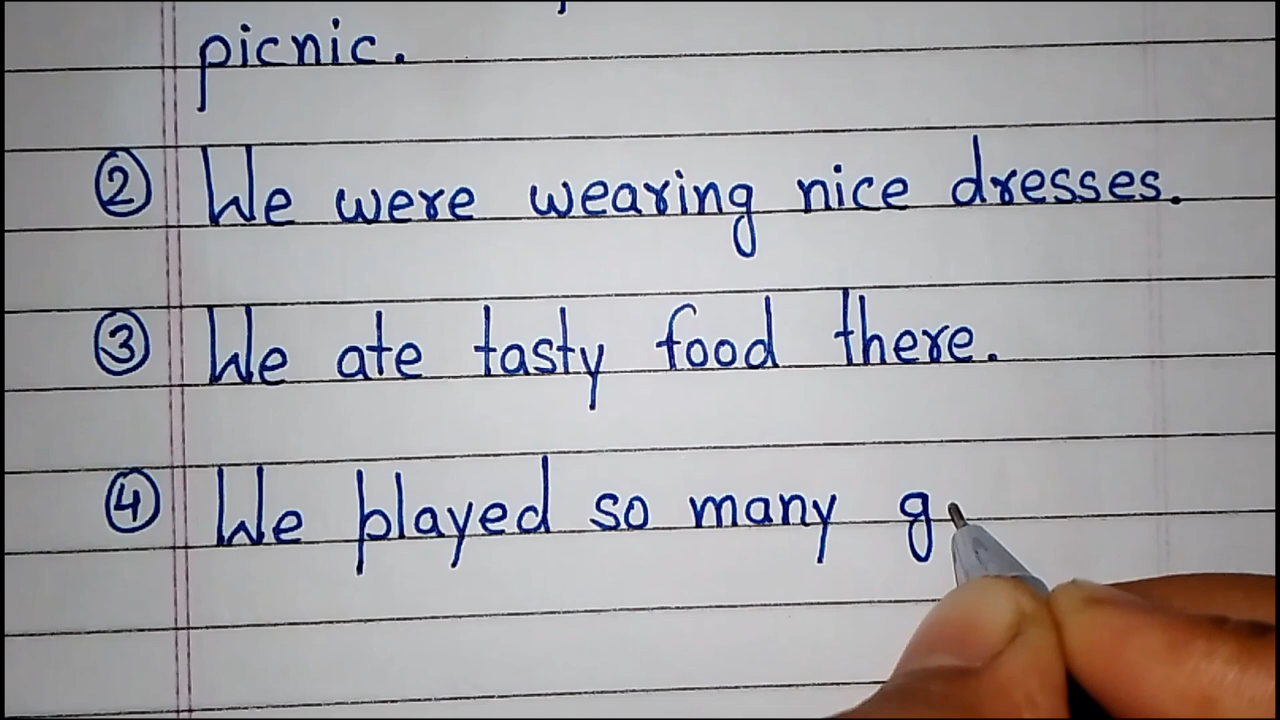 picnic.
② We were wearing nice dresses.
③ We ate tasty food there.
④ We played so many g